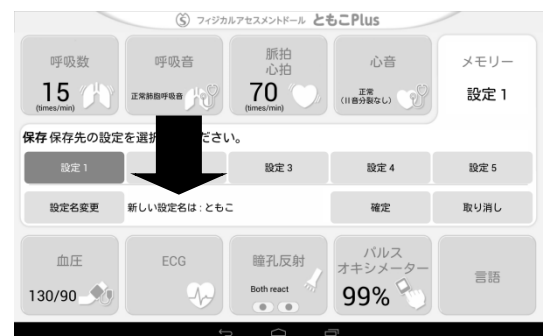 フィジカルアセスメントドール ともこPlus
呼吸数
15
(times/min)
呼吸音
正常肺胞呼吸音
脈拍
心拍
70
(times/min)
心音
正常
(II音分裂なし)
メモリー
設定 1
保存 保存先の設定を選択 ださい。
設定 1
設定 3
設定 4
設定 5
設定名変更
新しい設定名は : ともこ
確定
取り消し
血圧
130/90
ECG
瞳孔反射
Both react
パルス
オキシメーター
99%
言語